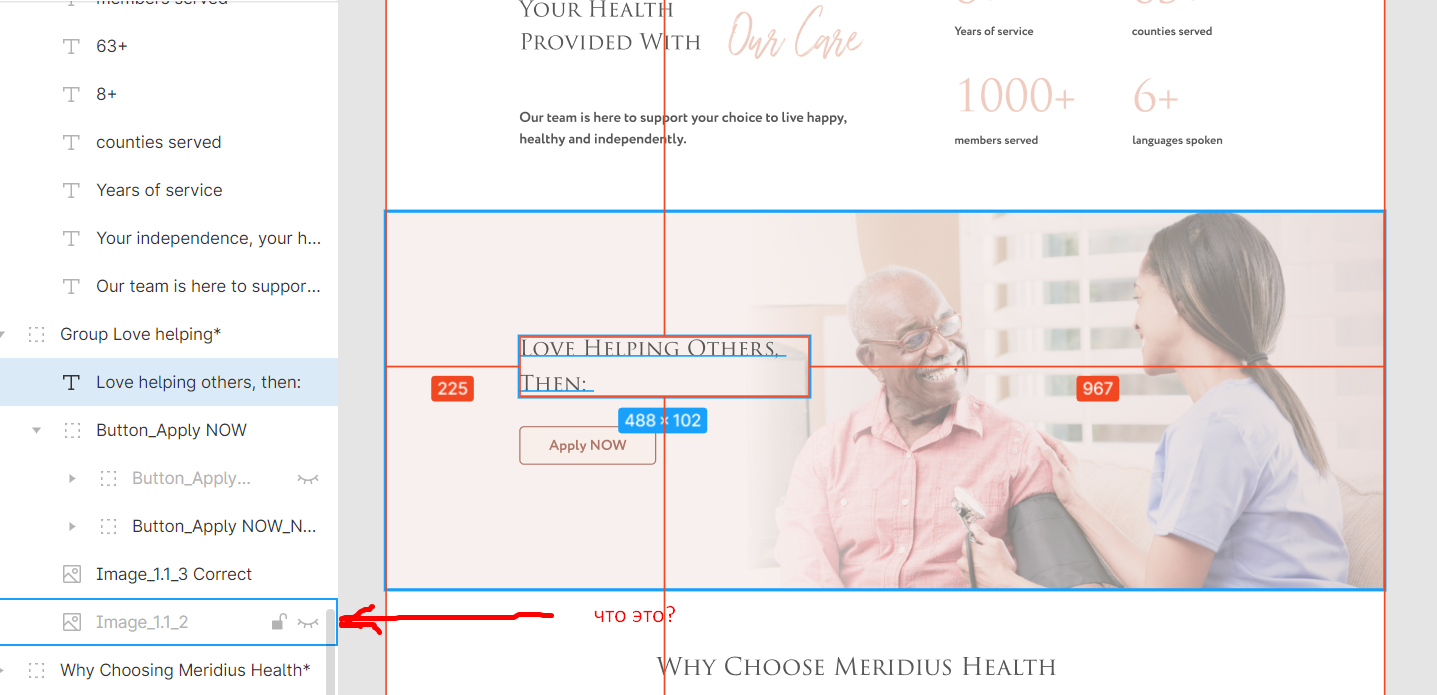 63+
8+
counties served
Years of service
Your independence, your h...
Our team is here to suppor...
Group Love helping*
Love helping others, then:
Button_Apply NOW
Button_Apply...
Button_Apply NOW_N...
Image_1.1_3 Correct
Image_1.1_2
Why Choosing Meridius Health*
Your Health
Provided With
Our Care
Our team is here to support your choice to live happy,
healthy and independently.
Years of service
counties served
1000+
6+
members served
languages spoken
Love Helping Others,
Then:
225
967
488 × 102
Apply NOW
что это?
Why Choose Meridius Health